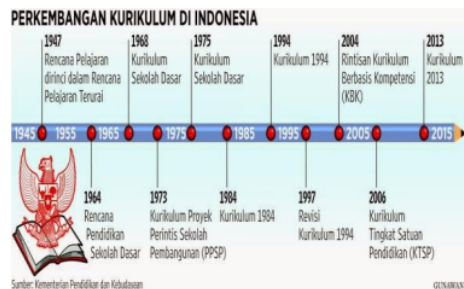 PERKEMBANGAN KURIKULUM DI INDONESIA
1947
Rencana Pelajaran
dirinci dalam Rencana
Pelajaran Terurai
1968
Kurikulum
Sekolah Dasar
1975
Kurikulum
Sekolah Dasar
1994
Kurikulum 1994
2004
Rintisan Kurikulum
Berbasis Kompetensi
(KBK)
2013
Kurikulum
2013
1945 1955 1965 1975 1985 1995 2005 2015
1964
Rencana
Pendidikan
Sekolah Dasar
1973
Kurikulum Proyek
Perintis Sekolah
Pembangunan (PPSP)
1984
Kurikulum 1984
1997
Revisi
Kurikulum 1994
2006
Kurikulum
Tingkat Satuan
Pendidikan (KTSP)
Sumber: Kementerian Pendidikan dan Kebudayaan
GUNAWAN